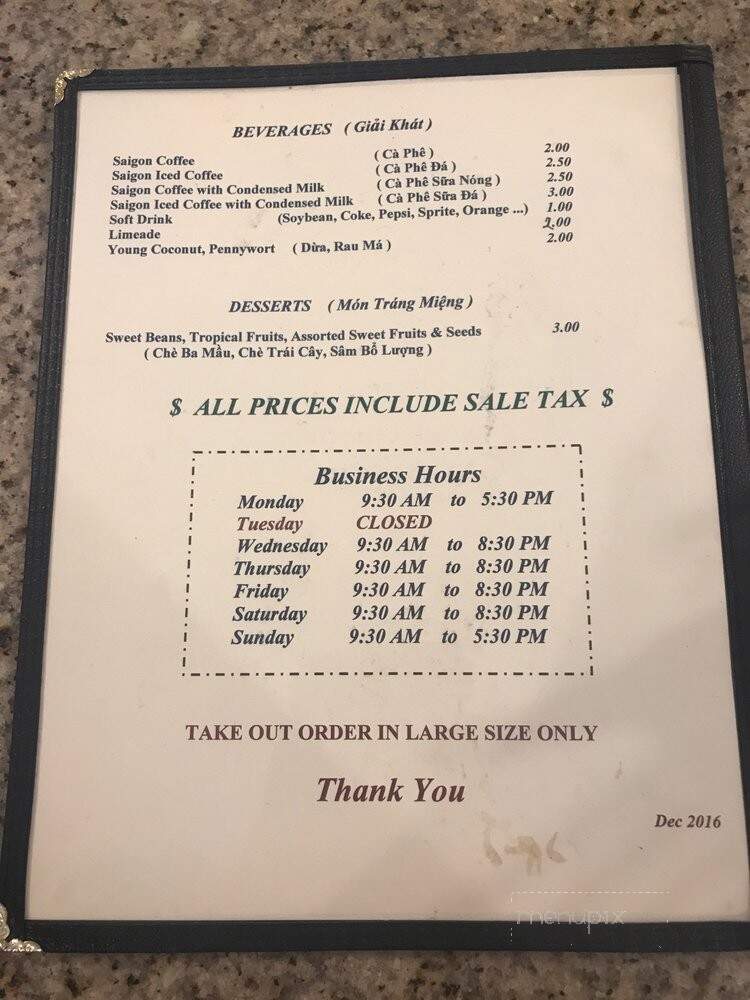 BEVERAGES ( Giải Khát )
Saigon Coffee ( Cà Phê ) 2.00
Saigon Iced Coffee ( Cà Phê Đá ) 2.50
Saigon Coffee with Condensed Milk ( Cà Phê Sữa Nóng ) 2.50
Saigon Iced Coffee with Condensed Milk ( Cà Phê Sữa Đá ) 3.00
Soft Drink (Soybean, Coke, Pepsi, Sprite, Orange ...) 1.00
Limeade 2.00
Young Coconut, Pennywort ( Dừa, Rau Má ) 2.00
DESSERTS ( Món Tráng Miệng )
Sweet Beans, Tropical Fruits, Assorted Sweet Fruits & Seeds 3.00
( Chè Ba Mầu, Chè Trái Cây, Sâm Bổ Lượng )
$ ALL PRICES INCLUDE SALE TAX $
Business Hours
Monday 9:30 AM to 5:30 PM
Tuesday CLOSED
Wednesday 9:30 AM to 8:30 PM
Thursday 9:30 AM to 8:30 PM
Friday 9:30 AM to 8:30 PM
Saturday 9:30 AM to 8:30 PM
Sunday 9:30 AM to 5:30 PM
TAKE OUT ORDER IN LARGE SIZE ONLY
Thank You
Dec 2016
menupix